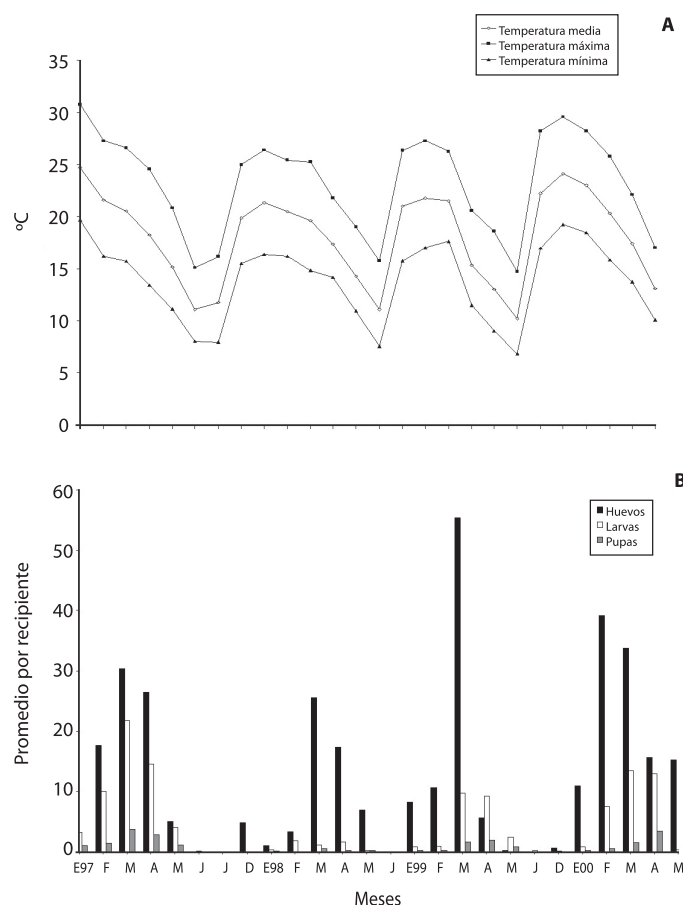 A
Temperatura media
Temperatura máxima
Temperatura mínima
35
30
25
20
15
10
5
0
ºC
B
Huevos
Larvas
Pupas
60
50
40
30
20
10
0
Promedio por recipiente
E97 F M A M J J D E98 F M A M J E99 F M A M J D E00 F M A M
Meses